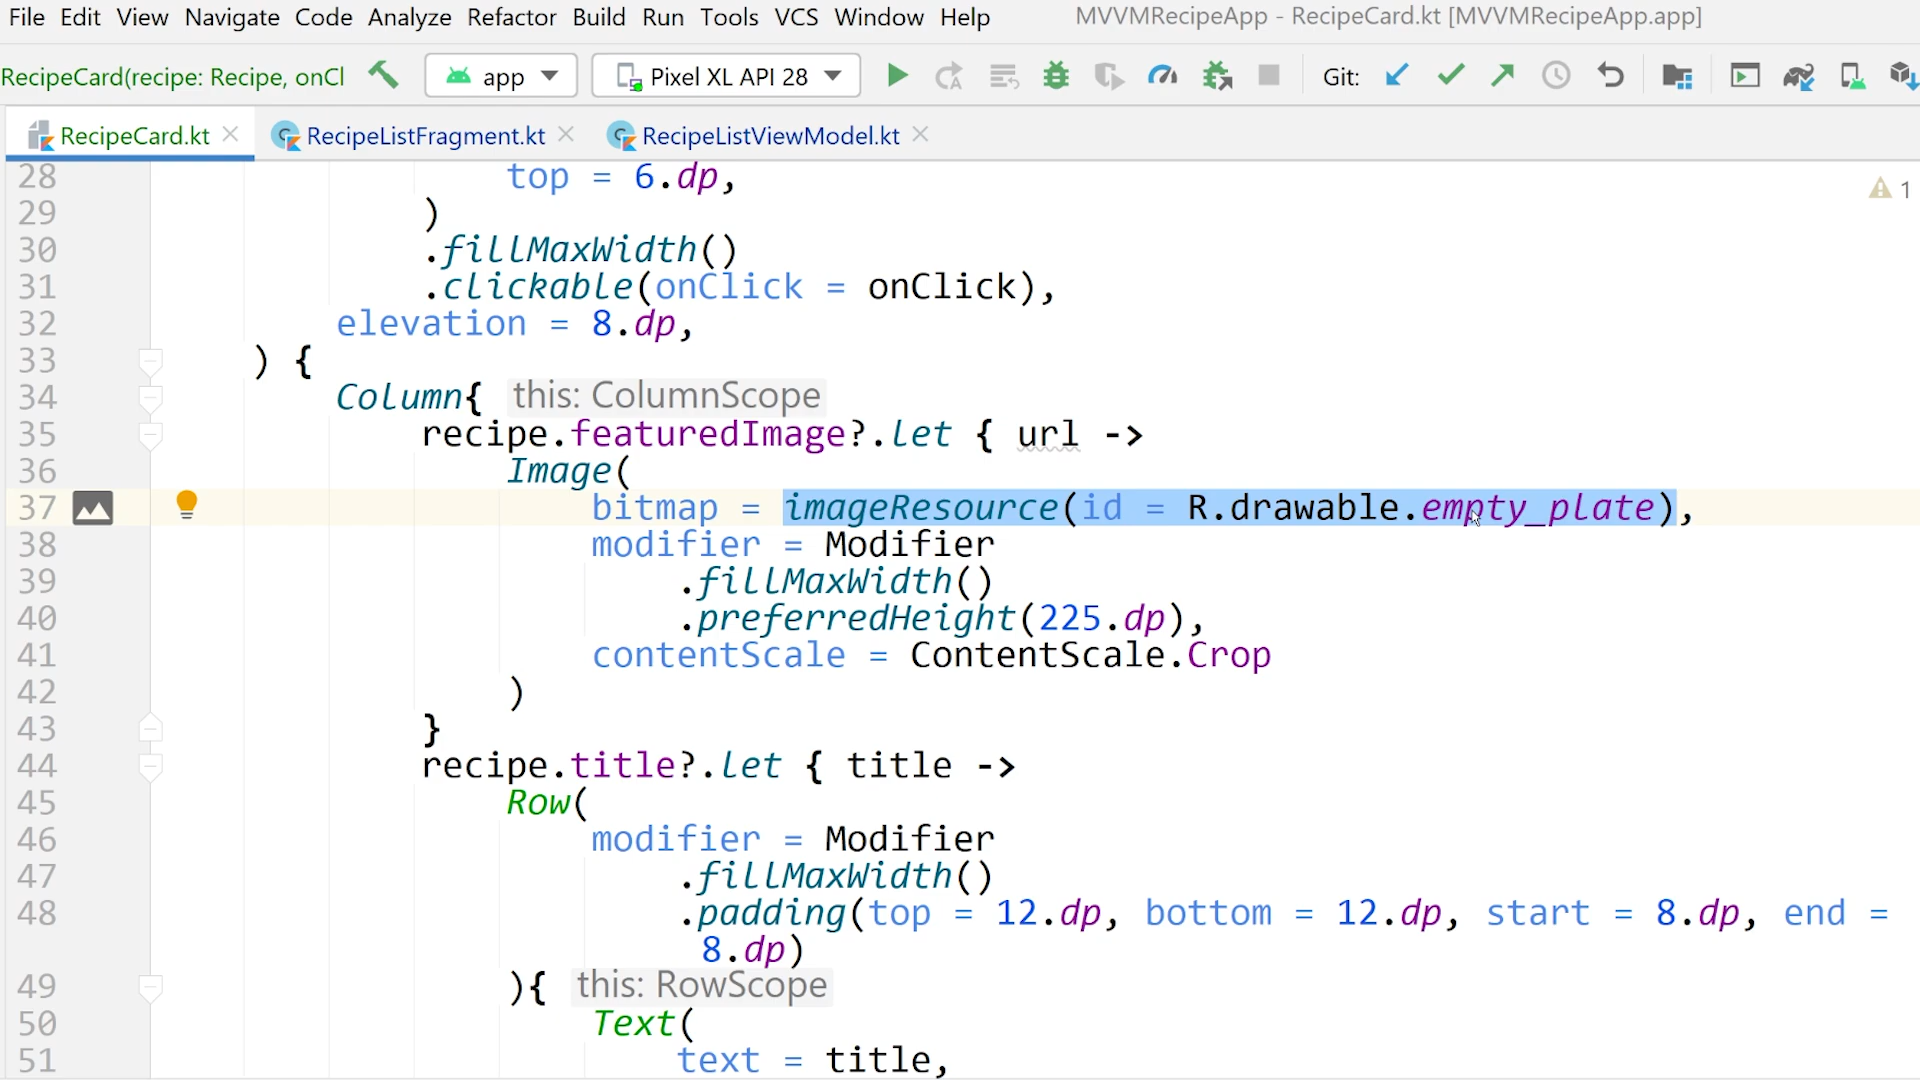 File Edit View Navigate Code Analyze Refactor Build Run Tools VCS Window Help MVVMRecipeApp - RecipeCard.kt [MVVMRecipeApp.app]
RecipeCard(recipe: Recipe, onCl app Pixel XL API 28 Git:
RecipeCard.kt RecipeListFragment.kt RecipeListViewModel.kt
28 top = 6.dp,
1
29 )
30 .fillMaxWidth()
31 .clickable(onClick = onClick),
32 elevation = 8.dp,
33 ) {
34 Column{ this: ColumnScope
35 recipe.featuredImage?.let { url ->
36 Image(
37 bitmap = imageResource(id = R.drawable.empty_plate),
38 modifier = Modifier
39 .fillMaxWidth()
40 .preferredHeight(225.dp),
41 contentScale = ContentScale.Crop
42 )
43 }
44 recipe.title?.let { title ->
45 Row(
46 modifier = Modifier
47 .fillMaxWidth()
48 .padding(top = 12.dp, bottom = 12.dp, start = 8.dp, end =
8.dp)
49 ){ this: RowScope
50 Text(
51 text = title,